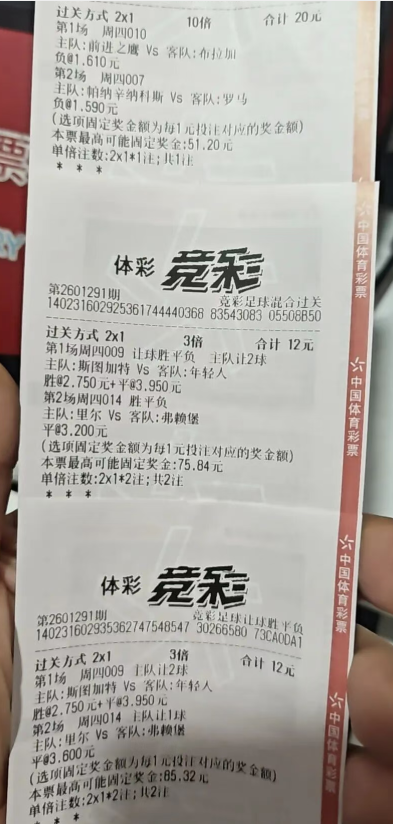 过关方式 2x1 10倍 合计 20元
第1场 周四010
主队:前进之鹰 Vs 客队:布拉加
负@1.610元
第2场 周四007
主队:帕纳辛纳科斯 Vs 客队:罗马
负@1.590元
(选项固定奖金额为每1元投注对应的奖金额)
本票最高可能固定奖金:51.20元
单倍注数:2x1*1注;共1注
* * *
体彩 竞彩
第2601291期 竞彩足球混合过关
140231602925361744440368 83543083 05508B50
过关方式 2x1 3倍 合计 12元
第1场周四009 让球胜平负 主队让2球
主队:斯图加特 Vs 客队:年轻人
胜@2.750元+平@3.950元
第2场周四014 胜平负
主队:里尔 Vs 客队:弗赖堡
平@3.200元
(选项固定奖金额为每1元投注对应的奖金额)
本票最高可能固定奖金:75.84元
单倍注数:2x1*2注;共2注
* * *
体彩 竞彩
第2601291期 竞彩足球让球胜平负
140231602935362747548547 30266580 73CA0DA1
过关方式 2x1 3倍 合计 12元
第1场 周四009 主队让2球
主队:斯图加特 Vs 客队:年轻人
胜@2.750元+平@3.950元
第2场 周四014 主队让1球
主队:里尔 Vs 客队:弗赖堡
平@3.600元
(选项固定奖金额为每1元投注对应的奖金额)
本票最高可能固定奖金:85.32元
单倍注数:2x1*2注;共2注
* * *
中国体育彩票
中国体育彩票
中国体育彩票
中国体育彩票
票